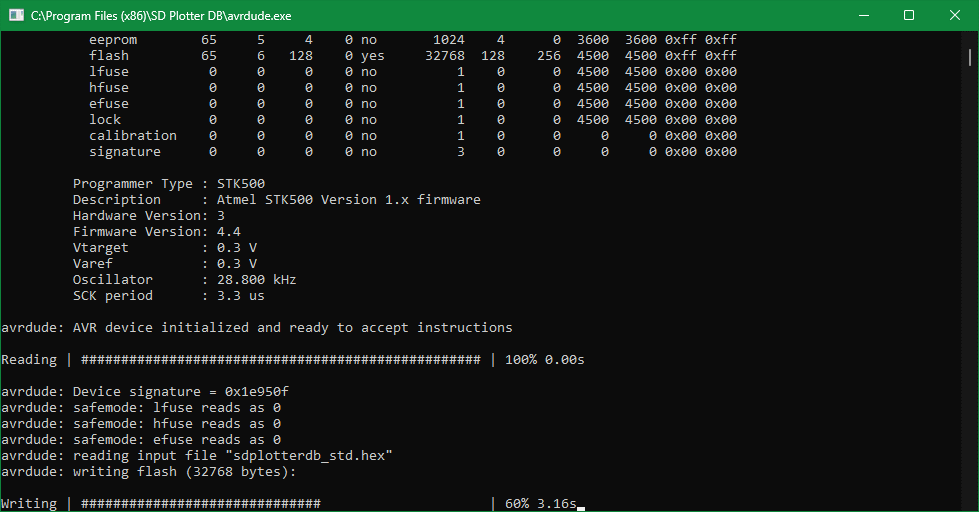 C:\Program Files (x86)\SD Plotter DB\avrdude.exe
eeprom 65 5 4 0 no 1024 4 0 3600 3600 0xff 0xff
flash 65 6 128 0 yes 32768 128 256 4500 4500 0xff 0xff
lfuse 0 0 0 0 no 1 0 0 4500 4500 0x00 0x00
hfuse 0 0 0 0 no 1 0 0 4500 4500 0x00 0x00
efuse 0 0 0 0 no 1 0 0 4500 4500 0x00 0x00
lock 0 0 0 0 no 1 0 0 4500 4500 0x00 0x00
calibration 0 0 0 0 no 1 0 0 0 0 0x00 0x00
signature 0 0 0 0 no 3 0 0 0 0 0x00 0x00
Programmer Type : STK500
Description : Atmel STK500 Version 1.x firmware
Hardware Version: 3
Firmware Version: 4.4
Vtarget : 0.3 V
Varef : 0.3 V
Oscillator : 28.800 kHz
SCK period : 3.3 us
avrdude: AVR device initialized and ready to accept instructions
Reading | ################################################## | 100% 0.00s
avrdude: Device signature = 0x1e950f
avrdude: safemode: lfuse reads as 0
avrdude: safemode: hfuse reads as 0
avrdude: safemode: efuse reads as 0
avrdude: reading input file "sdplotterdb_std.hex"
avrdude: writing flash (32768 bytes):
Writing | ############################## | 60% 3.16s